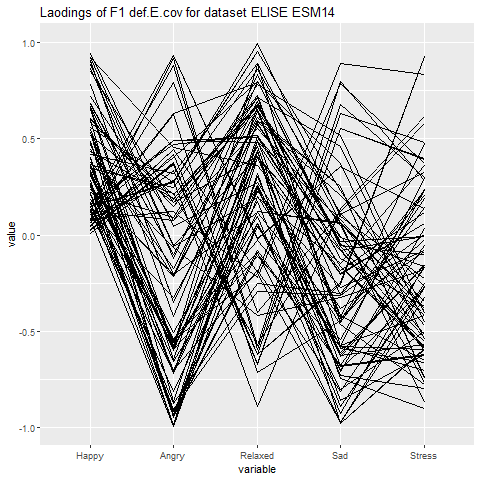 Laodings of F1 def.E.cov for dataset ELISE ESM14
1.0
0.5
0.0
-0.5
-1.0
value
Happy Angry Relaxed Sad Stress
variable